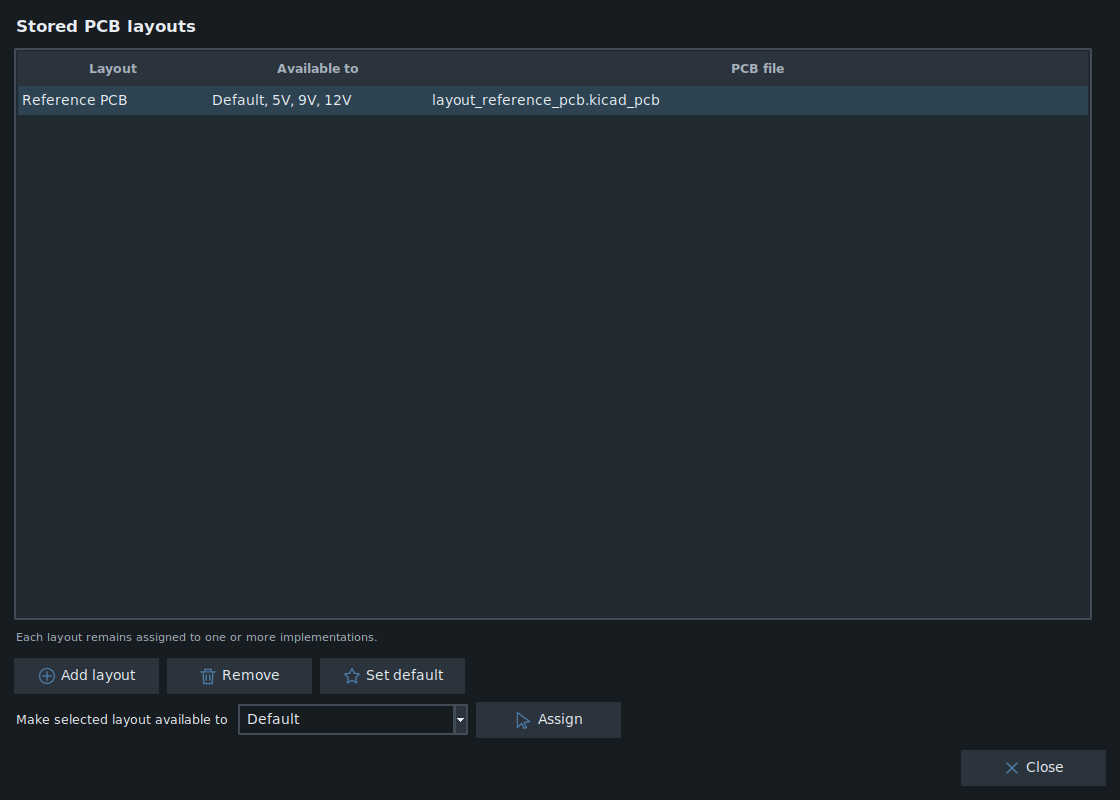 Stored PCB layouts
Layout Available to PCB file
Reference PCB Default, 5V, 9V, 12V layout_reference_pcb.kicad_pcb
Each layout remains assigned to one or more implementations.
Add layout Remove Set default
Make selected layout available to Default Assign
Close